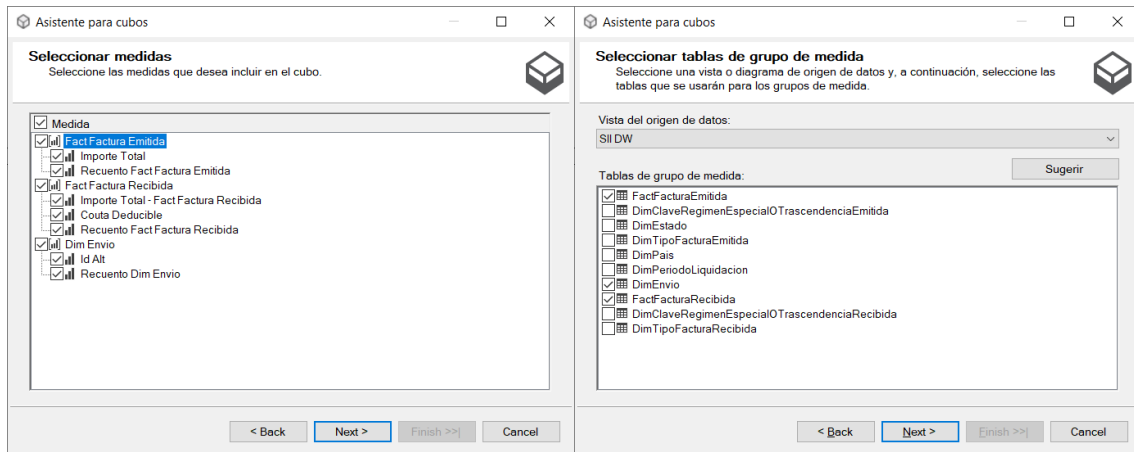 Asistente para cubos
Seleccionar medidas
Seleccione las medidas que desea incluir en el cubo.
Medida
Fact Factura Emitida
Importe Total
Recuento Fact Factura Emitida
Fact Factura Recibida
Importe Total - Fact Factura Recibida
Couta Deducible
Recuento Fact Factura Recibida
Dim Envio
Id Alt
Recuento Dim Envio
< Back
Next >
Finish >>|
Cancel
Asistente para cubos
Seleccionar tablas de grupo de medida
Seleccione una vista o diagrama de origen de datos y, a continuación, seleccione las
tablas que se usarán para los grupos de medida.
Vista del origen de datos:
SII DW
Sugerir
Tablas de grupo de medida:
FactFacturaEmitida
DimClaveRegimenEspecialOTrascendenciaEmitida
DimEstado
DimTipoFacturaEmitida
DimPais
DimPeriodoLiquidacion
DimEnvio
FactFacturaRecibida
DimClaveRegimenEspecialOTrascendenciaRecibida
DimTipoFacturaRecibida
< Back
Next >
Finish >>|
Cancel